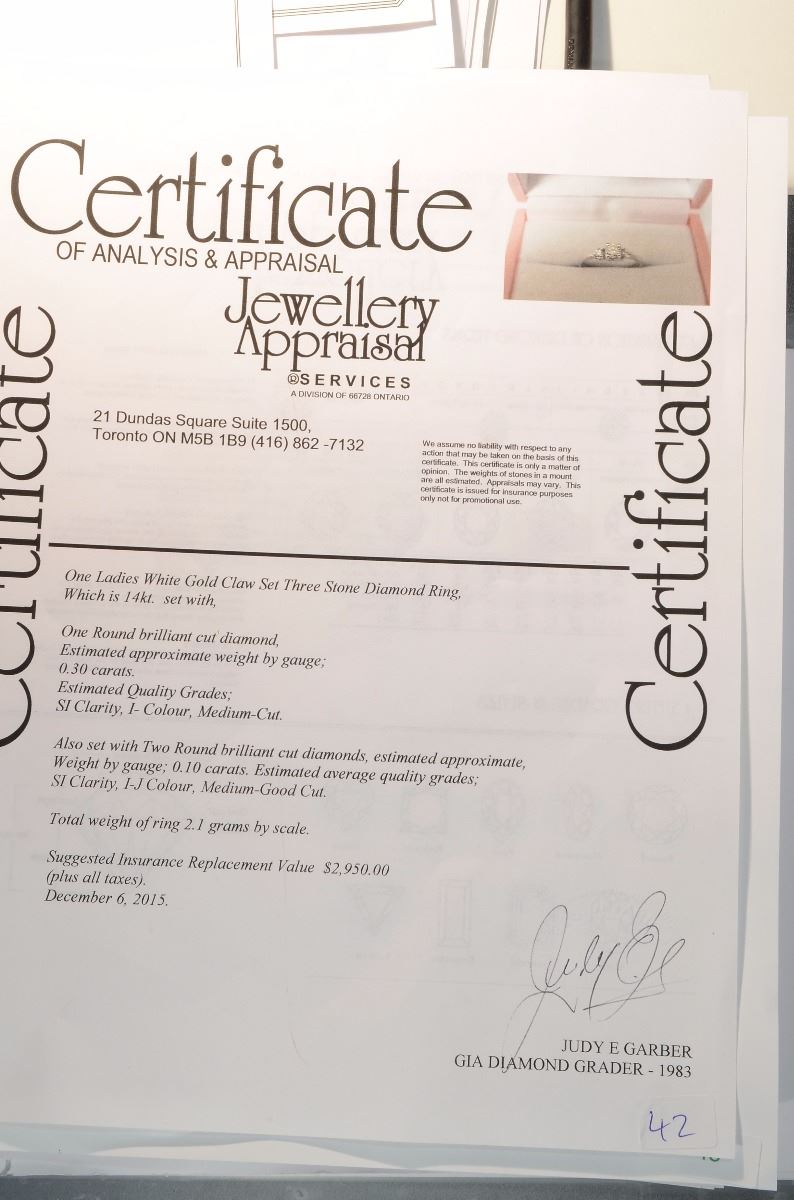 Certificate
OF ANALYSIS & APPRAISAL
Jewellery
Appraisal
®SERVICES
A DIVISION OF 66728 ONTARIO
21 Dundas Square Suite 1500,
Toronto ON M5B 1B9 (416) 862 -7132
We assume no liability with respect to any
action that may be taken on the basis of this
certificate. This certificate is only a matter of
opinion. The weights of stones in a mount
are all estimated. Appraisals may vary. This
certificate is issued for insurance purposes
only not for promotional use.
Certificate
Certificate
One Ladies White Gold Claw Set Three Stone Diamond Ring,
Which is 14kt. set with,
One Round brilliant cut diamond,
Estimated approximate weight by gauge;
0.30 carats.
Estimated Quality Grades;
SI Clarity, I- Colour, Medium-Cut.
Also set with Two Round brilliant cut diamonds, estimated approximate,
Weight by gauge; 0.10 carats. Estimated average quality grades;
SI Clarity, I-J Colour, Medium-Good Cut.
Total weight of ring 2.1 grams by scale.
Suggested Insurance Replacement Value $2,950.00
(plus all taxes).
December 6, 2015.
JUDY E GARBER
GIA DIAMOND GRADER - 1983
42